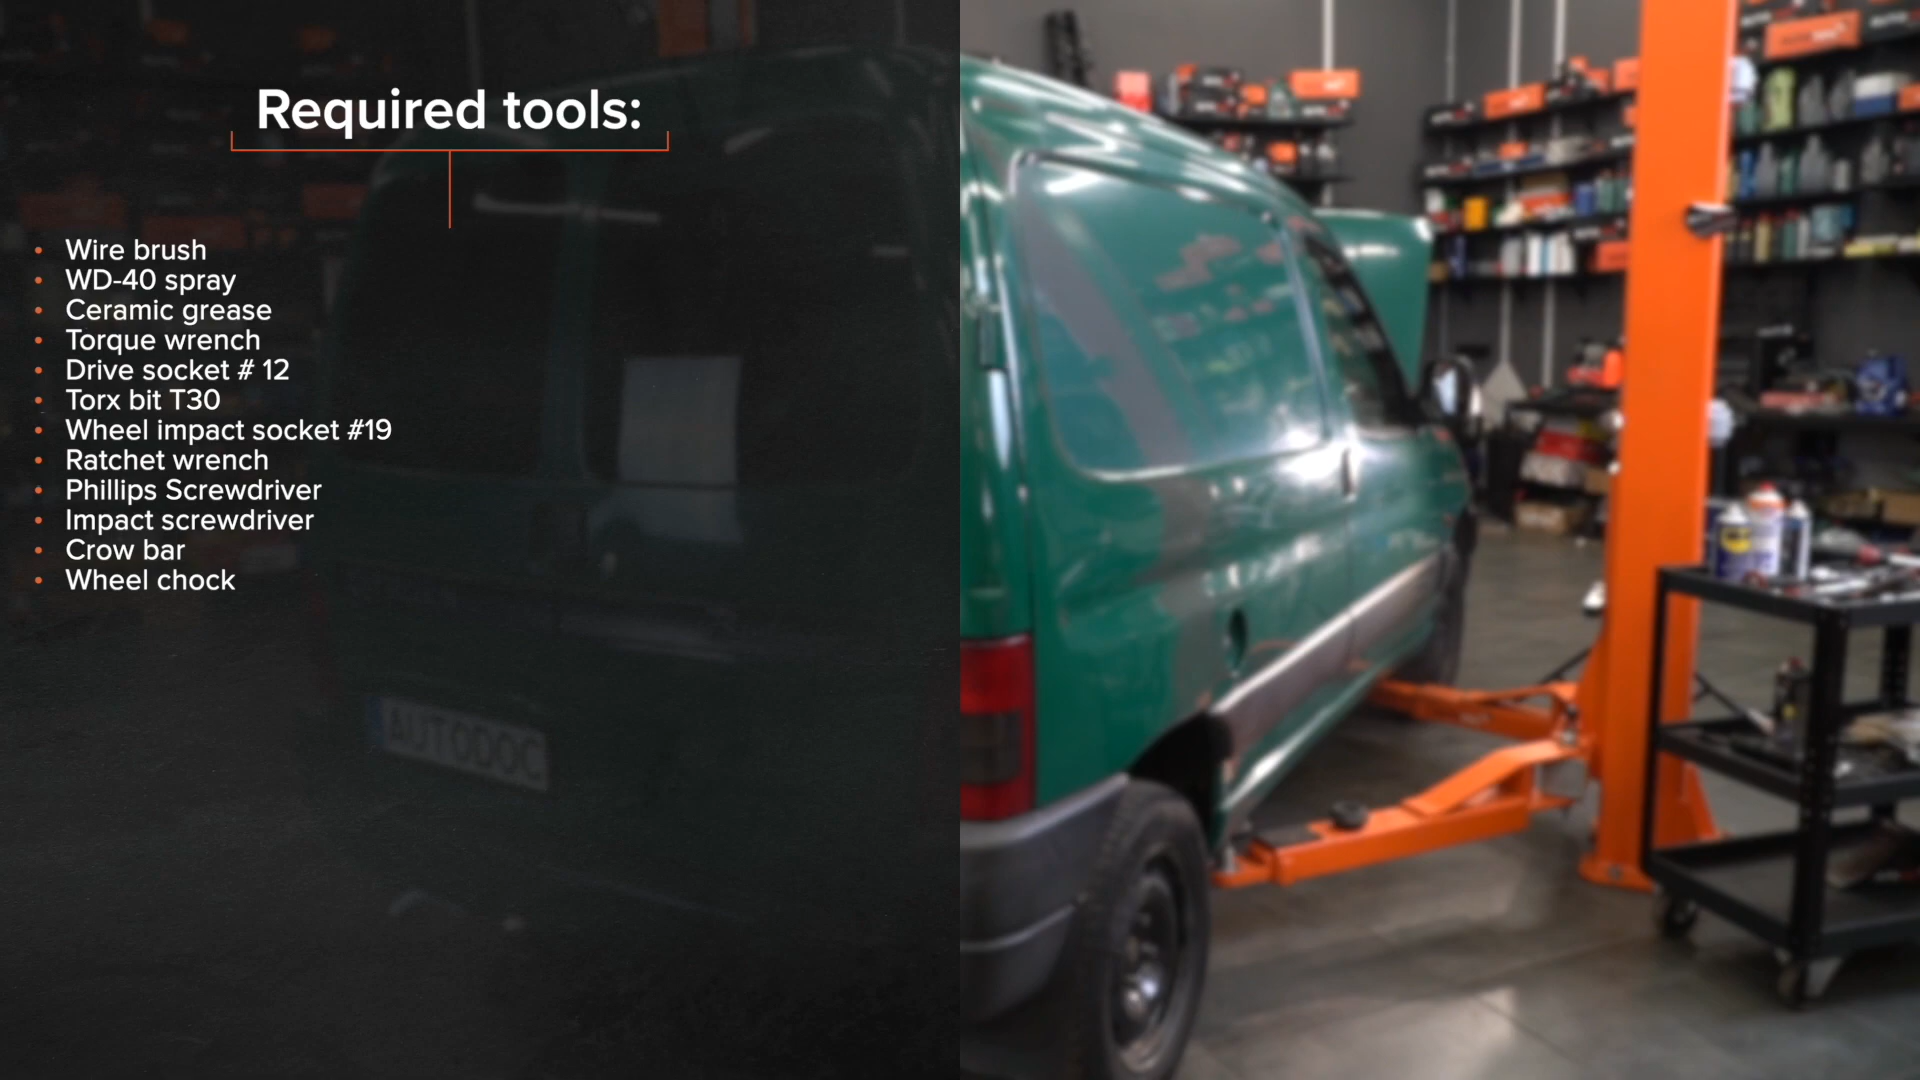 Required tools:
• Wire brush
• WD-40 spray
• Ceramic grease
• Torque wrench
• Drive socket # 12
• Torx bit T30
• Wheel impact socket #19
• Ratchet wrench
• Phillips Screwdriver
• Impact screwdriver
• Crow bar
• Wheel chock
AUTODOC